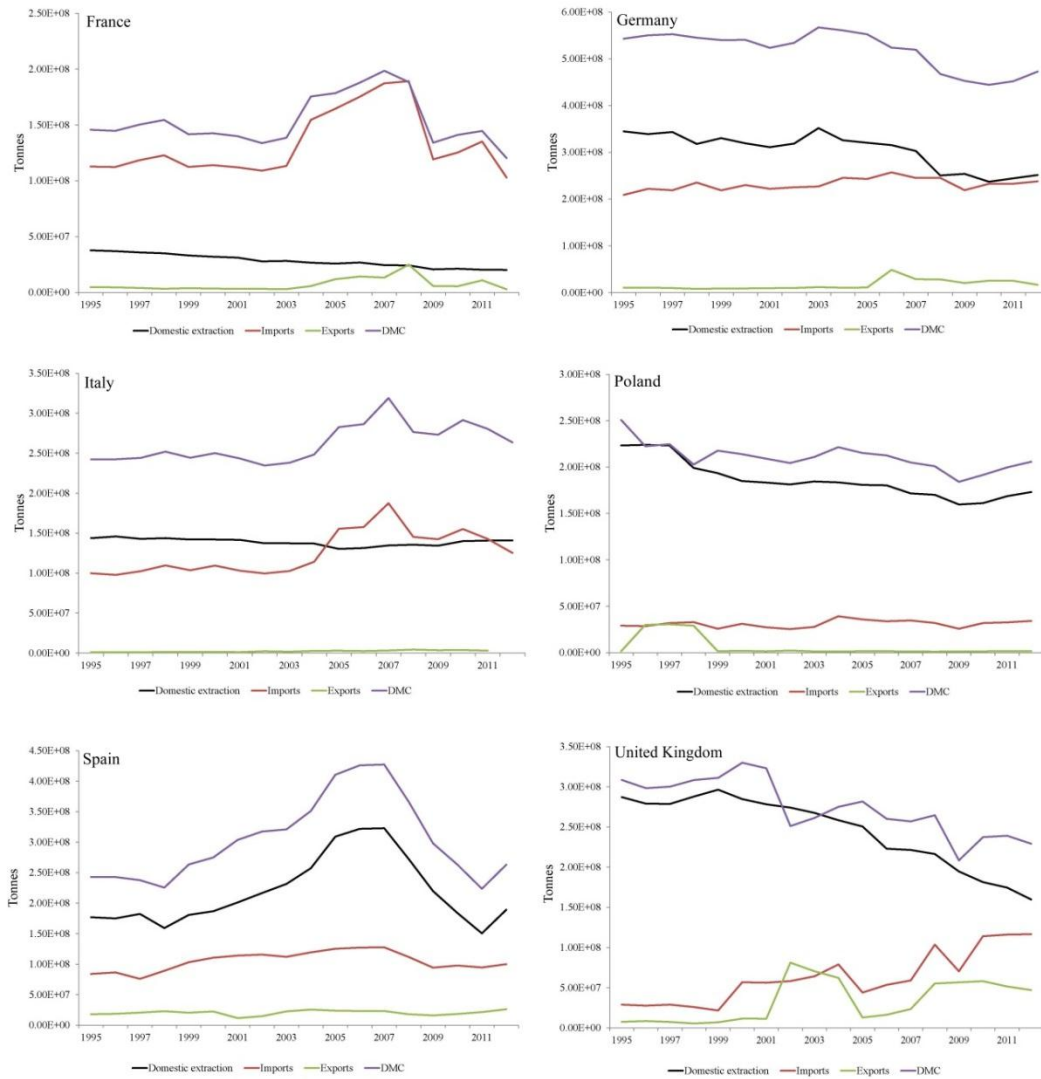 France
Tonnes
2.50E+08
2.00E+08
1.50E+08
1.00E+08
5.00E+07
0.00E+00
1995 1997 1999 2001 2003 2005 2007 2009 2011
Domestic extraction Imports Exports DMC
Germany
Tonnes
6.00E+08
5.00E+08
4.00E+08
3.00E+08
2.00E+08
1.00E+08
0.00E+00
1995 1997 1999 2001 2003 2005 2007 2009 2011
Domestic extraction Imports Exports DMC
Italy
Tonnes
3.50E+08
3.00E+08
2.50E+08
2.00E+08
1.50E+08
1.00E+08
5.00E+07
0.00E+00
1995 1997 1999 2001 2003 2005 2007 2009 2011
Domestic extraction Imports Exports DMC
Poland
Tonnes
3.00E+08
2.50E+08
2.00E+08
1.50E+08
1.00E+08
5.00E+07
0.00E+00
1995 1997 1999 2001 2003 2005 2007 2009 2011
Domestic extraction Imports Exports DMC
Spain
Tonnes
4.50E+08
4.00E+08
3.50E+08
3.00E+08
2.50E+08
2.00E+08
1.50E+08
1.00E+08
5.00E+07
0.00E+00
1995 1997 1999 2001 2003 2005 2007 2009 2011
Domestic extraction Imports Exports DMC
United Kingdom
Tonnes
3.50E+08
3.00E+08
2.50E+08
2.00E+08
1.50E+08
1.00E+08
5.00E+07
0.00E+00
1995 1997 1999 2001 2003 2005 2007 2009 2011
Domestic extraction Imports Exports DMC